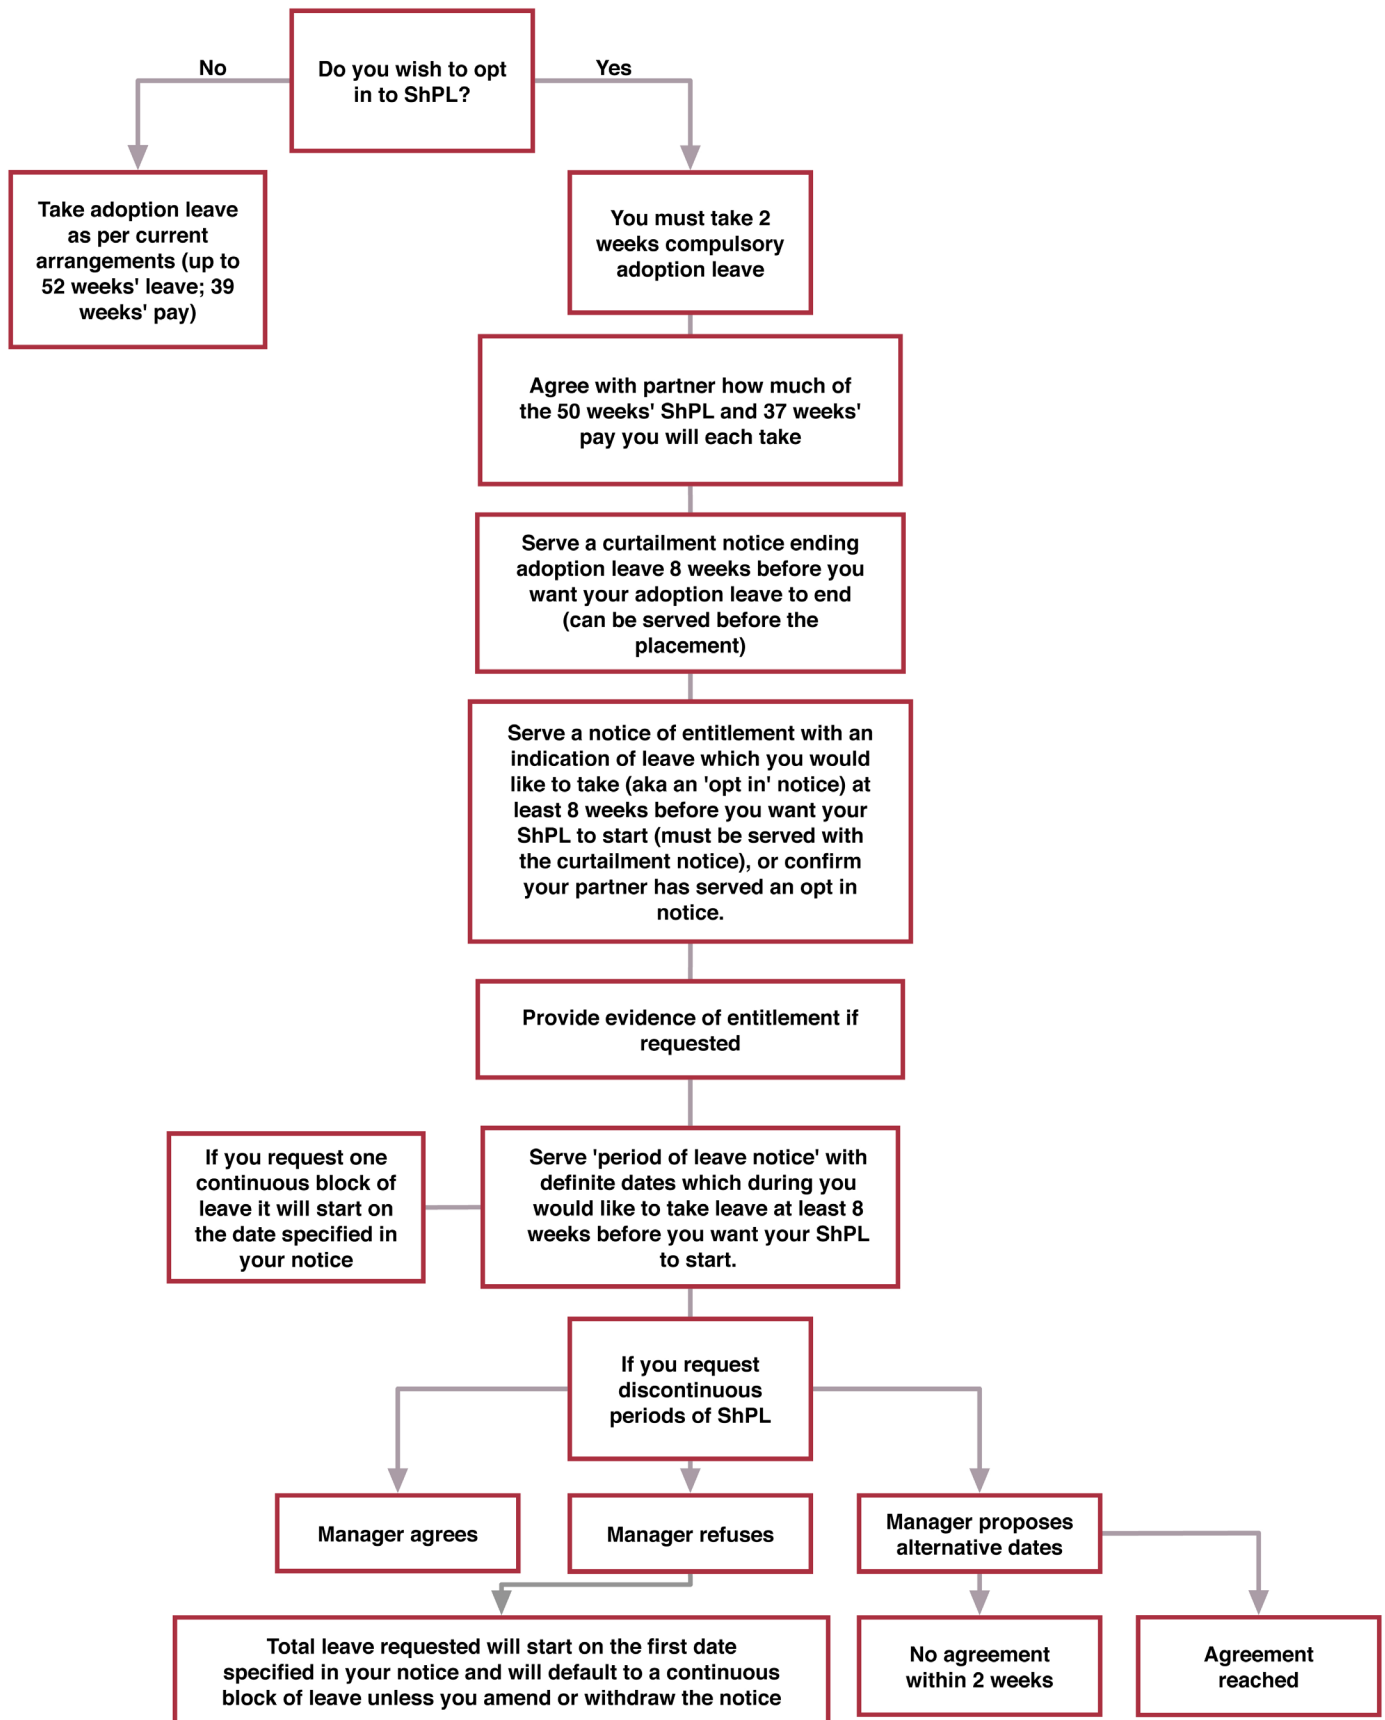 No
Do you wish to opt
in to ShPL?
Yes
Take adoption leave
as per current
arrangements (up to
52 weeks' leave; 39
weeks' pay)
You must take 2
weeks compulsory
adoption leave
Agree with partner how much of
the 50 weeks' ShPL and 37 weeks'
pay you will each take
Serve a curtailment notice ending
adoption leave 8 weeks before you
want your adoption leave to end
(can be served before the
placement)
Serve a notice of entitlement with an
indication of leave which you would
like to take (aka an 'opt in' notice) at
least 8 weeks before you want your
ShPL to start (must be served with
the curtailment notice), or confirm
your partner has served an opt in
notice.
Provide evidence of entitlement if
requested
If you request one
continuous block of
leave it will start on
the date specified in
your notice
Serve 'period of leave notice' with
definite dates which during you
would like to take leave at least 8
weeks before you want your ShPL
to start.
If you request
discontinuous
periods of ShPL
Manager agrees
Manager refuses
Manager proposes
alternative dates
Total leave requested will start on the first date
specified in your notice and will default to a continuous
block of leave unless you amend or withdraw the notice
No agreement
within 2 weeks
Agreement
reached